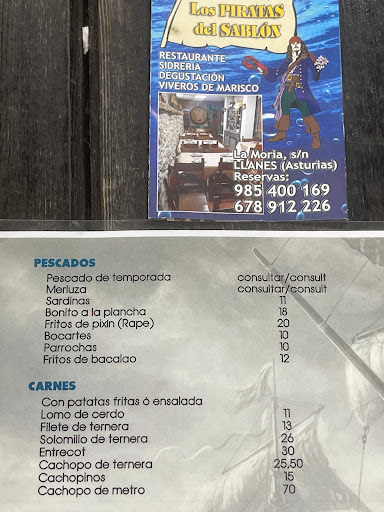 Los PIRATAS
del SABLÓN
RESTAURANTE
SIDRERIA
DEGUSTACIÓN
VIVEROS DE MARISCO
La Moría, s/n
LLANES (Asturias)
Reservas:
985 400 169
678 912 226
PESCADOS
Pescado de temporada consultar/consult
Merluza consultar/consult
Sardinas 11
Bonito a la plancha 18
Fritos de pixín (Rape) 20
Bocartes 10
Parrochas 10
Fritos de bacalao 12
CARNES
Con patatas fritas ó ensalada
Lomo de cerdo 11
Filete de ternera 13
Solomillo de ternera 26
Entrecot 30
Cachopo de ternera 25,50
Cachopinos 15
Cachopo de metro 70